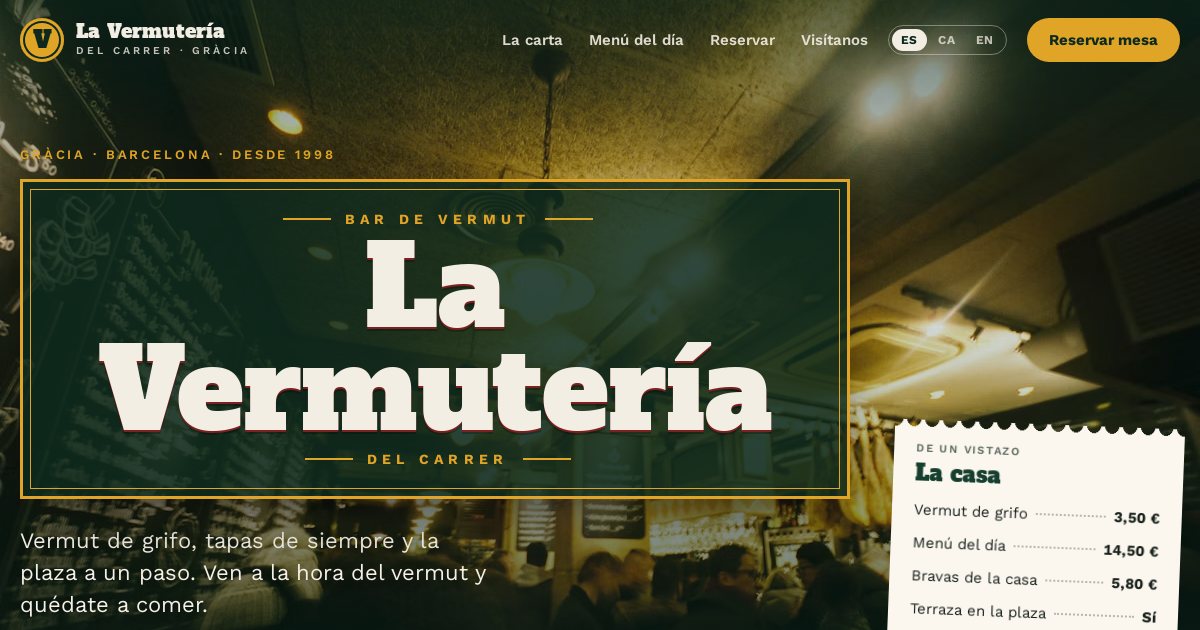 V
La Vermutería
DEL CARRER · GRÀCIA
La carta
Menú del día
Reservar
Visítanos
ES
CA
EN
Reservar mesa
GRÀCIA · BARCELONA · DESDE 1998
BAR DE VERMUT
La
Vermutería
DEL CARRER
Vermut de grifo, tapas de siempre y la
plaza a un paso. Ven a la hora del vermut y
quédate a comer.
DE UN VISTAZO
La casa
Vermut de grifo 3,50 €
Menú del día 14,50 €
Bravas de la casa 5,80 €
Terraza en la plaza Sí